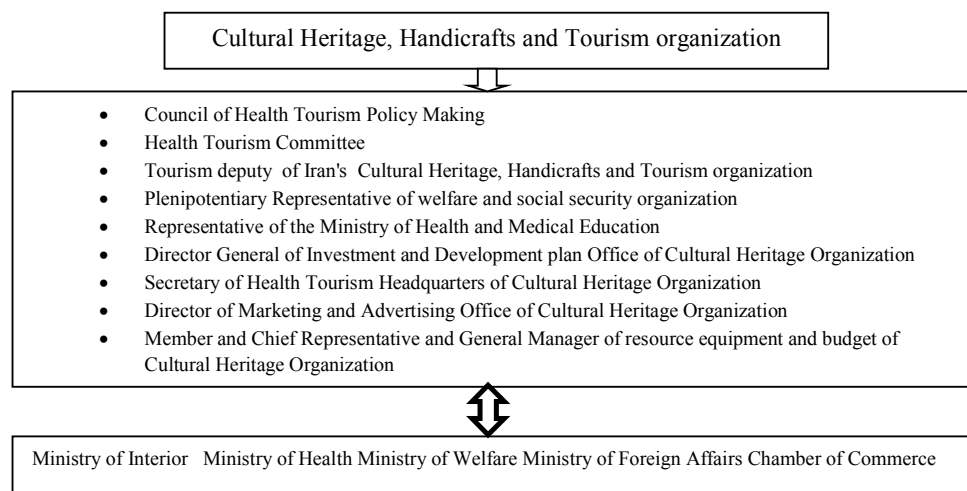 Cultural Heritage, Handicrafts and Tourism organization
• Council of Health Tourism Policy Making
• Health Tourism Committee
• Tourism deputy of Iran's Cultural Heritage, Handicrafts and Tourism organization
• Plenipotentiary Representative of welfare and social security organization
• Representative of the Ministry of Health and Medical Education
• Director General of Investment and Development plan Office of Cultural Heritage Organization
• Secretary of Health Tourism Headquarters of Cultural Heritage Organization
• Director of Marketing and Advertising Office of Cultural Heritage Organization
• Member and Chief Representative and General Manager of resource equipment and budget of
Cultural Heritage Organization
Ministry of Interior Ministry of Health Ministry of Welfare Ministry of Foreign Affairs Chamber of Commerce